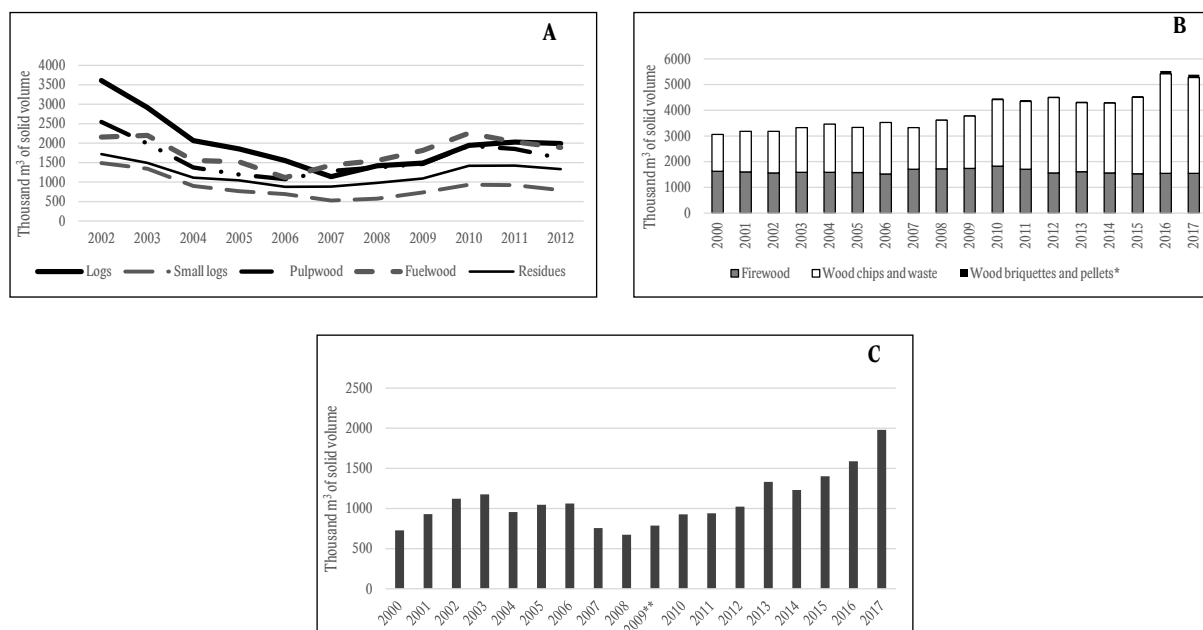 A
Thousand m³ of solid volume
4000
3500
3000
2500
2000
1500
1000
500
0
2002 2003 2004 2005 2006 2007 2008 2009 2010 2011 2012
Logs Small logs Pulpwood Fuelwood Residues
B
Thousand m³ of solid volume
6000
5000
4000
3000
2000
1000
0
2000 2001 2002 2003 2004 2005 2006 2007 2008 2009 2010 2011 2012 2013 2014 2015 2016 2017
Firewood Wood chips and waste Wood briquettes and pellets*
C
Thousand m³ of solid volume
2500
2000
1500
1000
500
0
2000 2001 2002 2003 2004 2005 2006 2007 2008 2009** 2010 2011 2012 2013 2014 2015 2016 2017